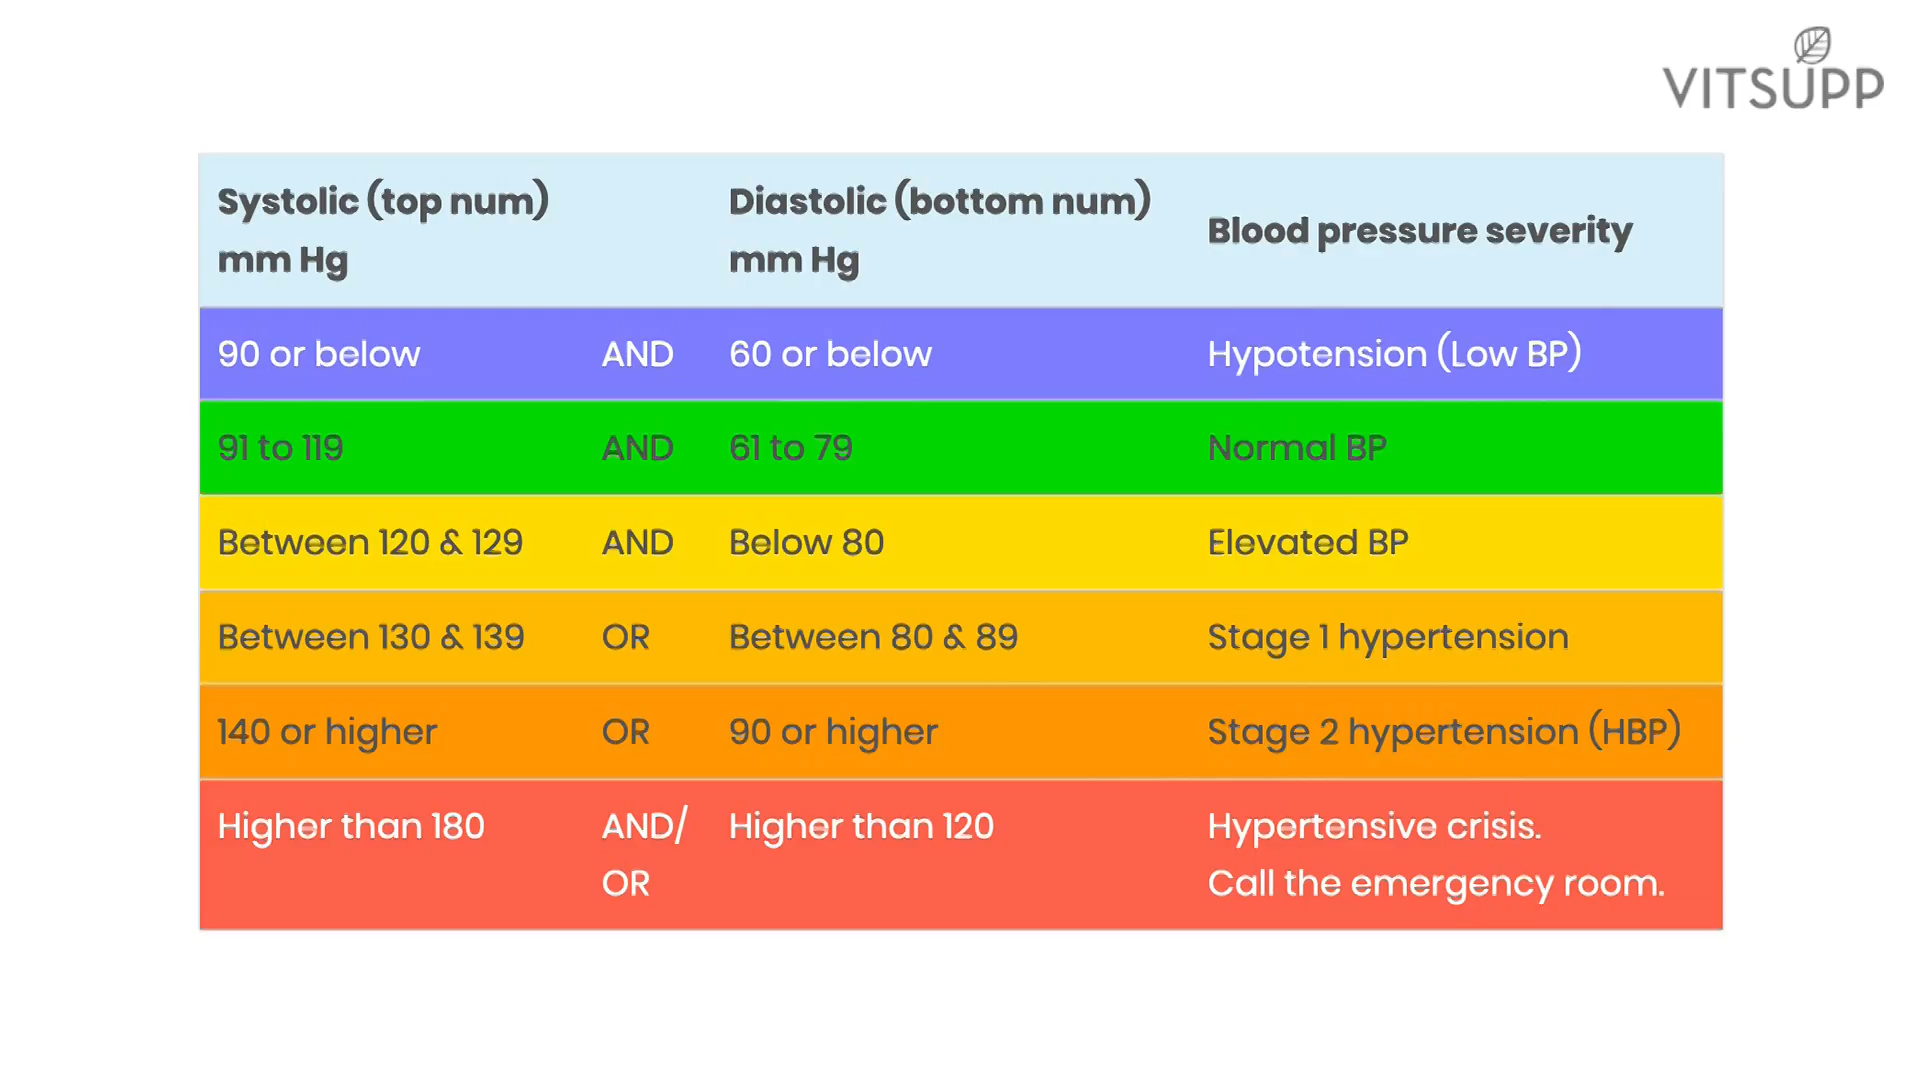 VITSUPP
Systolic (top num) Diastolic (bottom num) Blood pressure severity
mm Hg mm Hg
90 or below AND 60 or below Hypotension (Low BP)
91 to 119 AND 61 to 79 Normal BP
Between 120 & 129 AND Below 80 Elevated BP
Between 130 & 139 OR Between 80 & 89 Stage 1 hypertension
140 or higher OR 90 or higher Stage 2 hypertension (HBP)
Higher than 180 AND/ Higher than 120 Hypertensive crisis.
OR Call the emergency room.